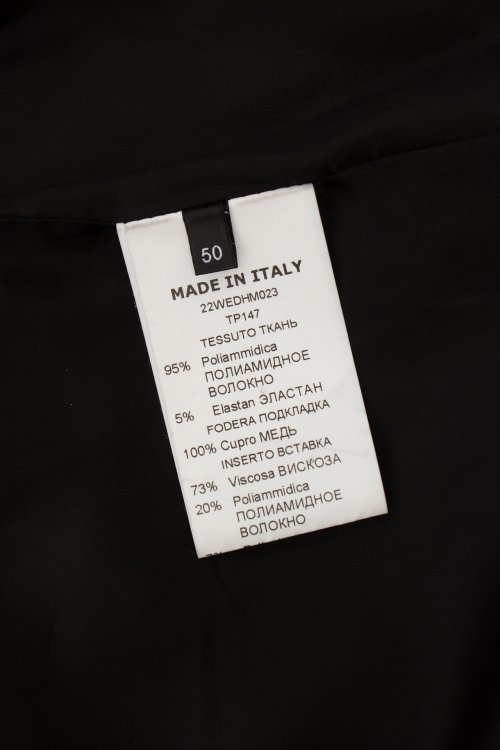 50
MADE IN ITALY
22WEDHM023
TP147
TESSUTO ТКАНЬ
95% Poliammidica
ПОЛИАМИДНОЕ
ВОЛОКНО
5% Elastan ЭЛАСТАН
FODERA ПОДКЛАДКА
100% Cupro МЕДЬ
INSERTO ВСТАВКА
73% Viscosa ВИСКОЗА
20% Poliammidica
ПОЛИАМИДНОЕ
ВОЛОКНО